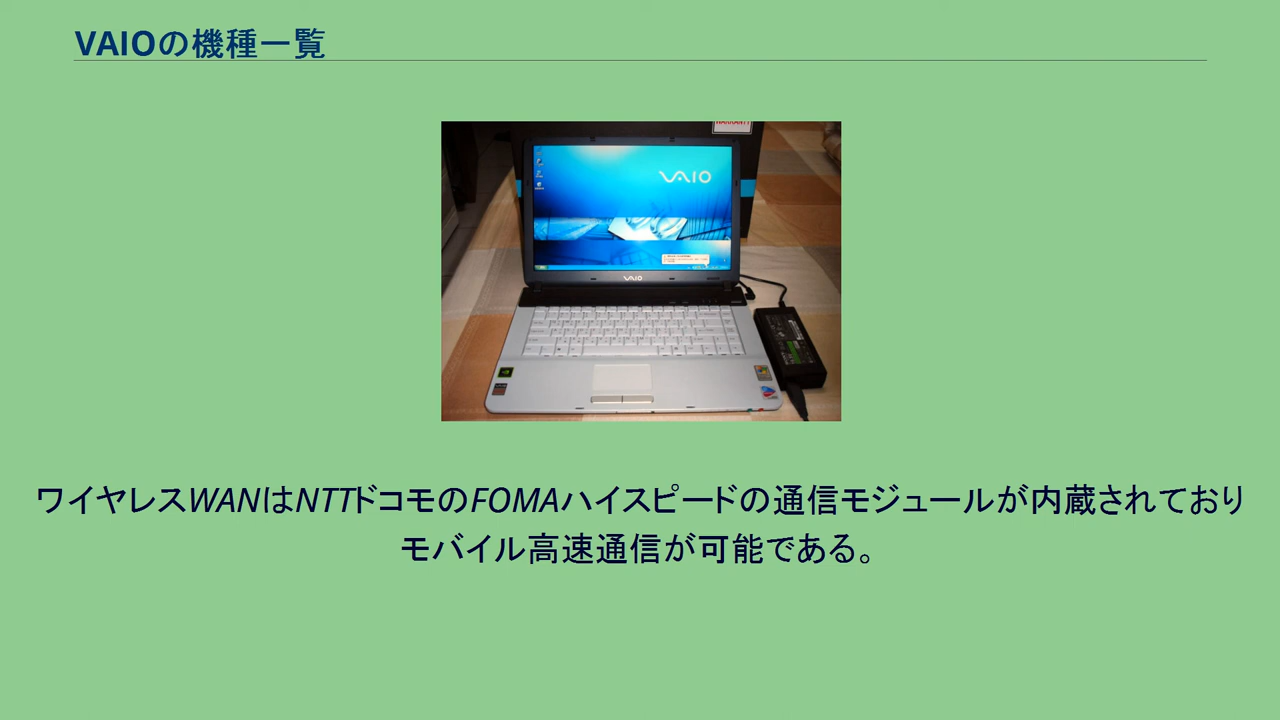 VAIOの機種一覧
WARRANTY
VAIO
VAIO
ワイヤレスWANはNTTドコモのFOMAハイスピードの通信モジュールが内蔵されており
モバイル高速通信が可能である。